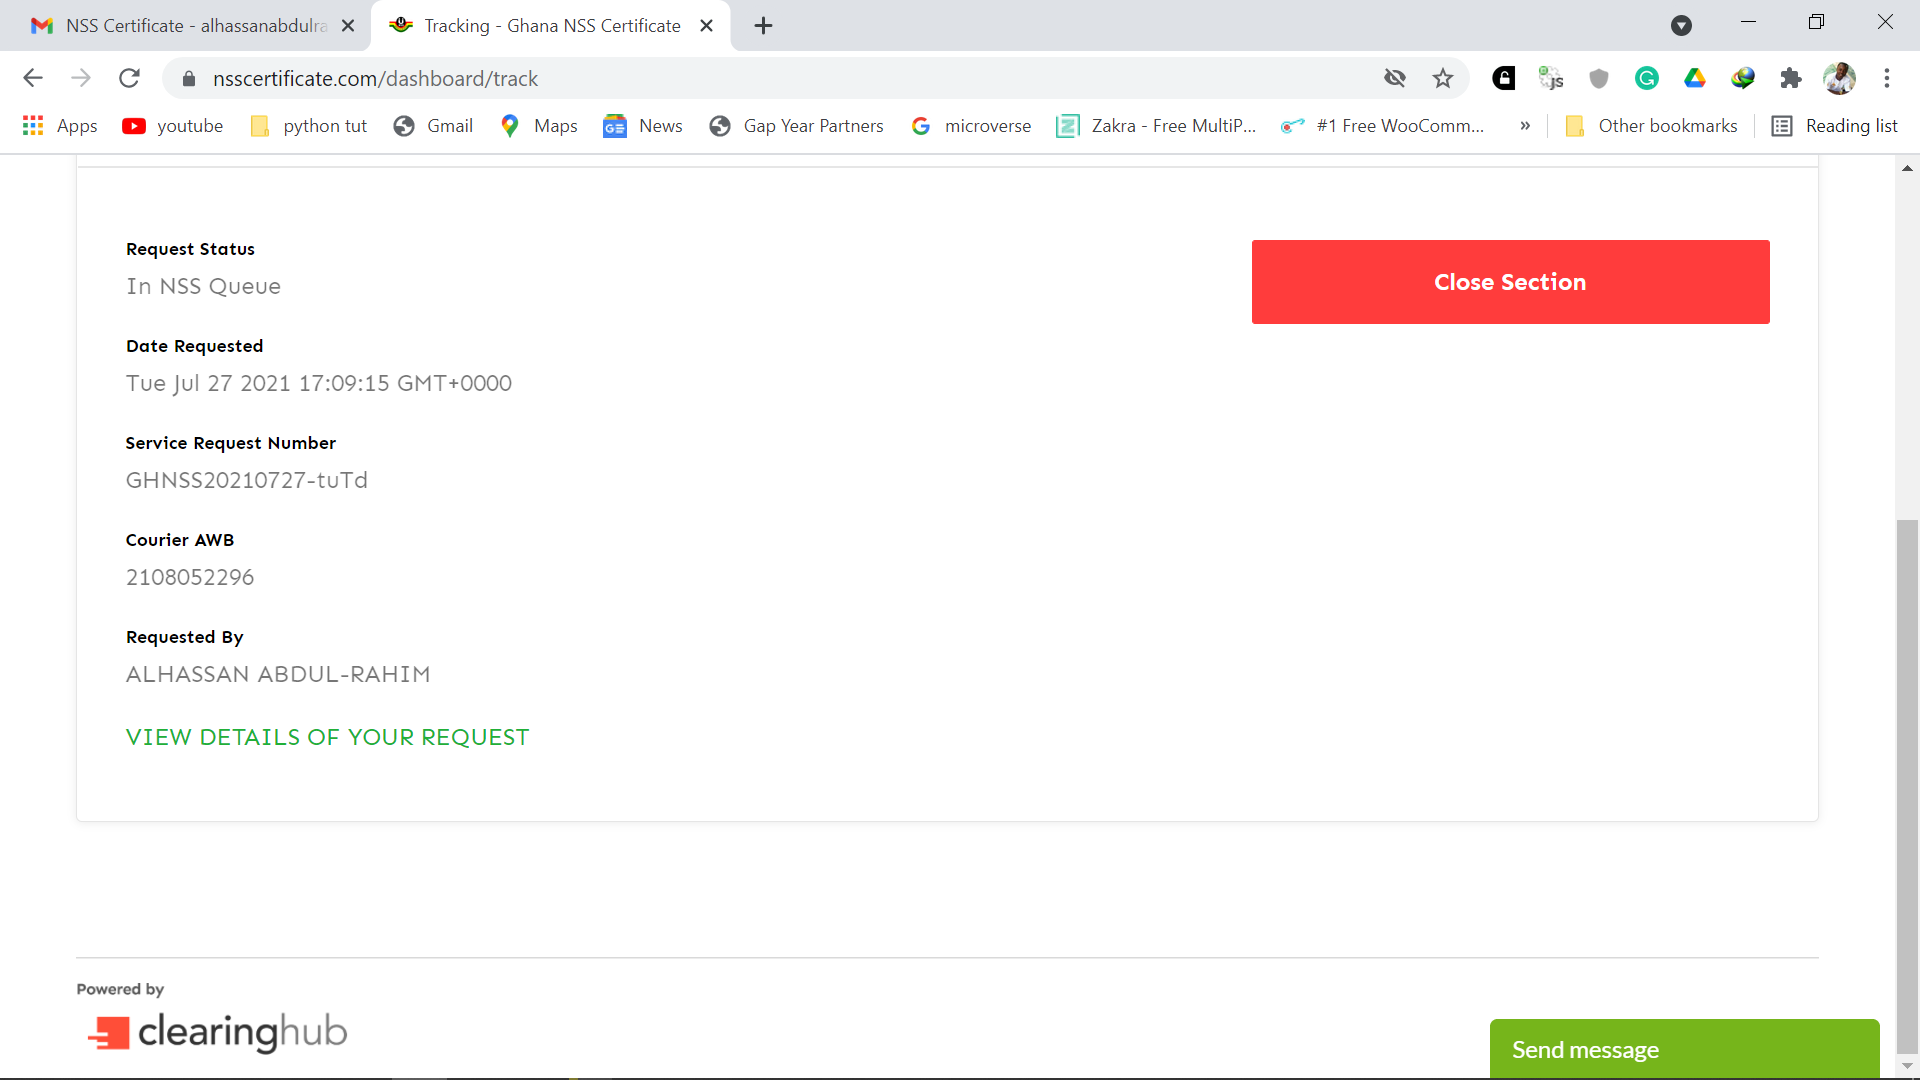 NSS Certificate - alhassanabdulra
Tracking - Ghana NSS Certificate
nsscertificate.com/dashboard/track
Apps youtube python tut Gmail Maps News Gap Year Partners microverse Zakra - Free MultiP... #1 Free WooComm... » Other bookmarks Reading list
Request Status
In NSS Queue
Close Section
Date Requested
Tue Jul 27 2021 17:09:15 GMT+0000
Service Request Number
GHNSS20210727-tuTd
Courier AWB
2108052296
Requested By
ALHASSAN ABDUL-RAHIM
VIEW DETAILS OF YOUR REQUEST
Powered by
clearinghub
Send message